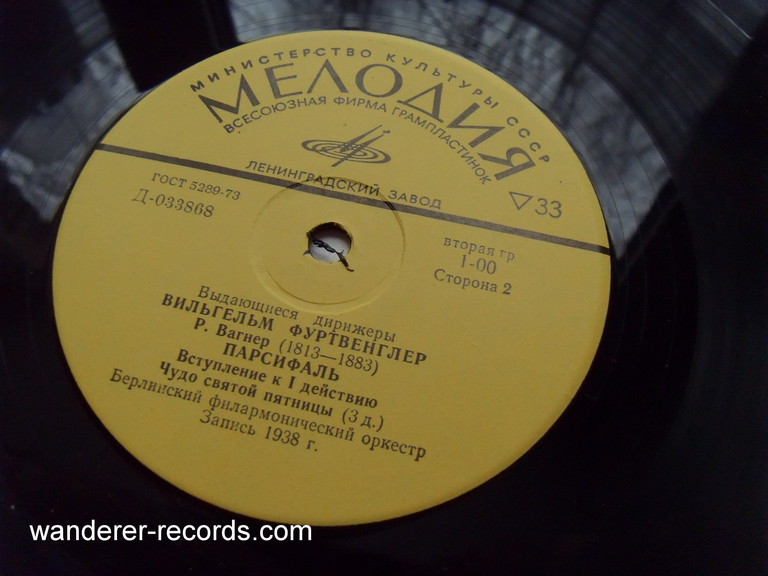 МИНИСТЕРСТВО КУЛЬТУРЫ СССР
МЕЛОДИЯ
ВСЕСОЮЗНАЯ ФИРМА ГРАМПЛАСТИНОК
ЛЕНИНГРАДСКИЙ ЗАВОД
33
ГОСТ 5289-73
Д-033868
вторая гр.
1-00
Сторона 2
Выдающиеся дирижеры
ВИЛЬГЕЛЬМ ФУРТВЕНГЛЕР
Р. Вагнер (1813—1883)
ПАРСИФАЛЬ
Вступление к I действию
Чудо святой пятницы (3 д.)
Берлинский филармонический оркестр
Запись 1938 г.
wanderer-records.com